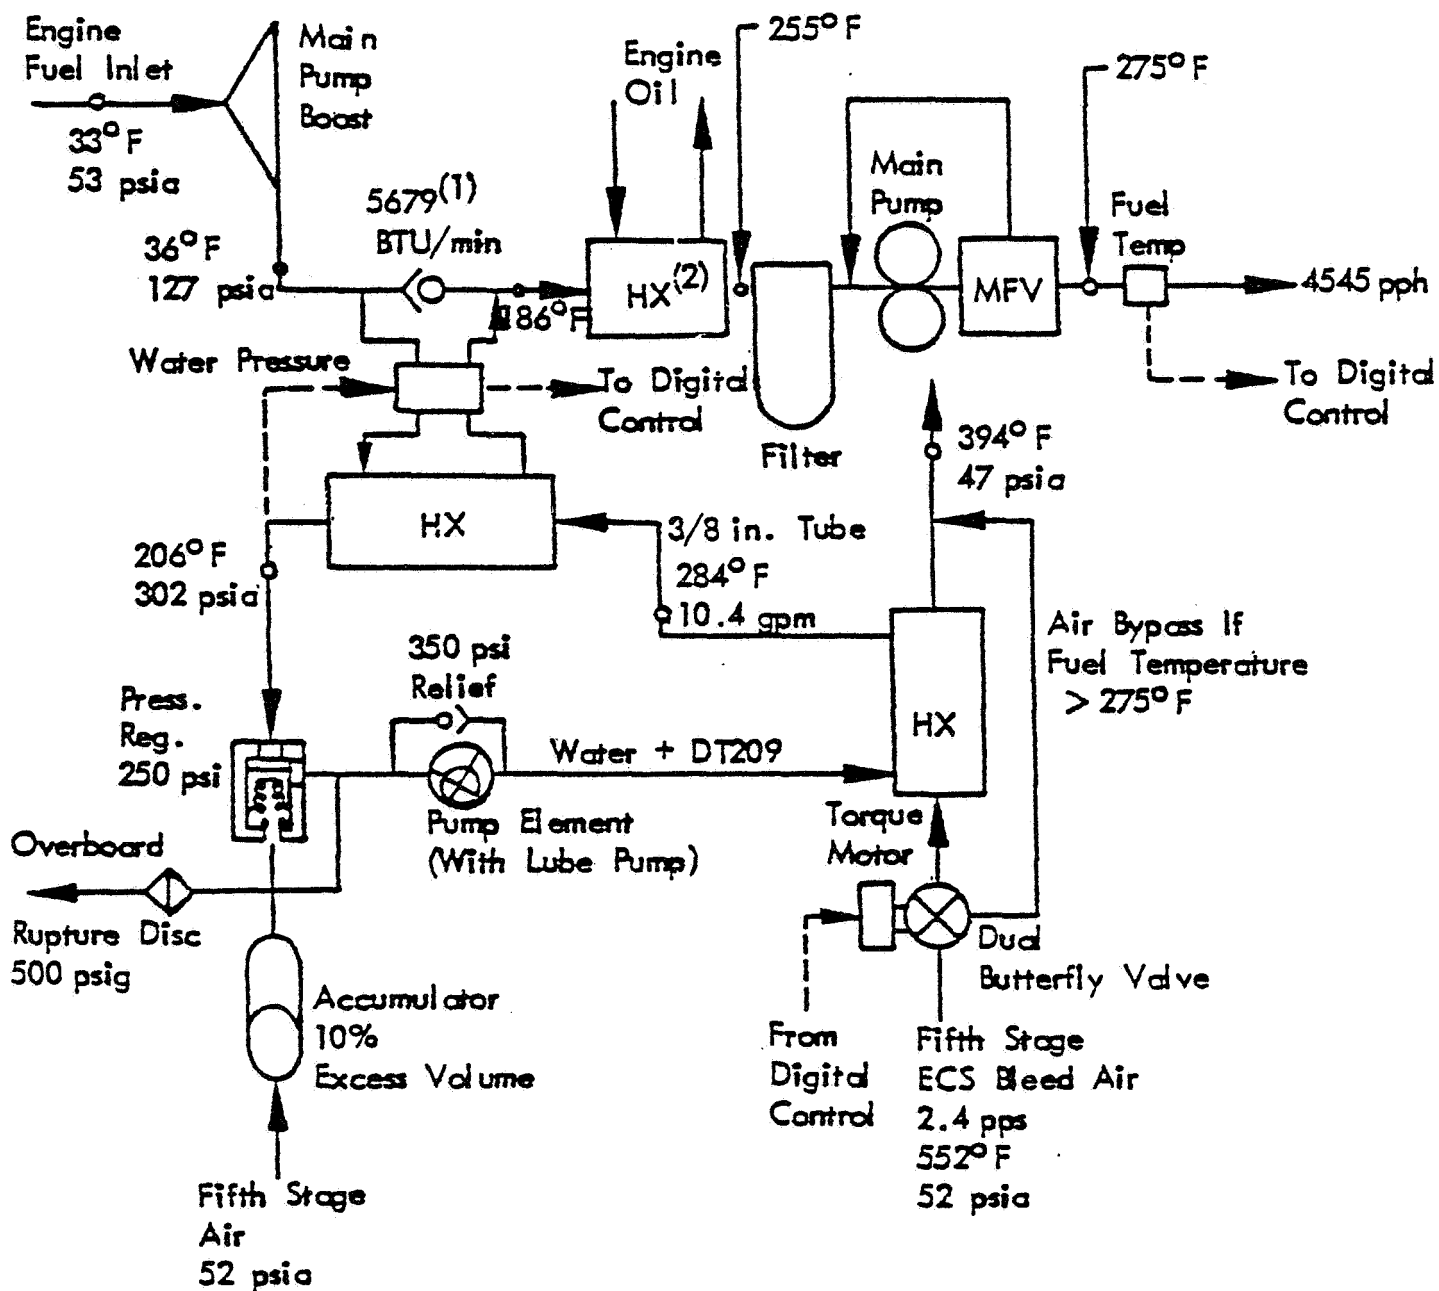 Engine
Fuel Inlet
33°F
53 psia
Main
Pump
Boost
Engine
Oil
255°F
275°F
36°F
127 psia
5679(1)
BTU/min
186°F
HX(2)
Main
Pump
MFV
Fuel
Temp
4545 pph
Water Pressure
To Digital
Control
Filter
To Digital
Control
394°F
47 psia
HX
3/8 in. Tube
284°F
10.4 gpm
206°F
302 psia
350 psi
Relief
Air Bypass If
Fuel Temperature
> 275°F
Press.
Reg.
250 psi
Water + DT209
HX
Pump Element
(With Lube Pump)
Torque
Motor
Overboard
Rupture Disc
500 psig
Dual
Butterfly Valve
Accumulator
10%
Excess Volume
From
Digital
Control
Fifth Stage
ECS Bleed Air
2.4 pps
552°F
52 psia
Fifth Stage
Air
52 psia